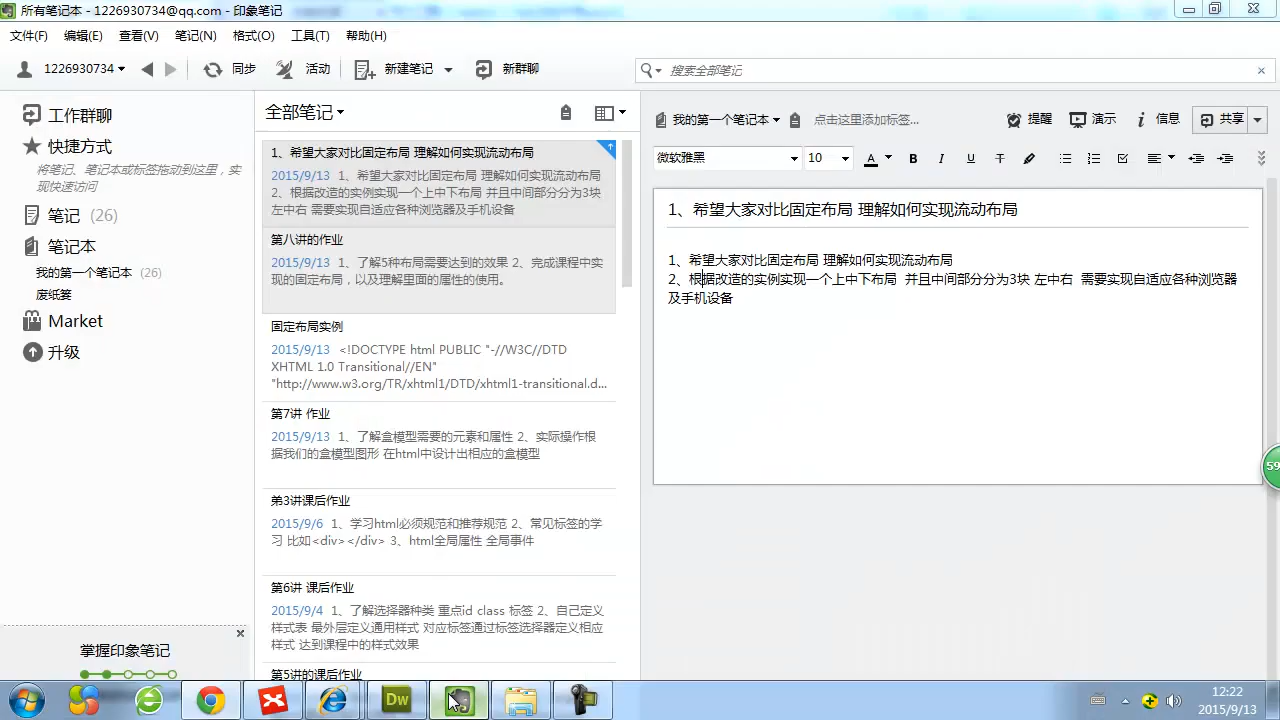 所有笔记本 - 1226930734@qq.com - 印象笔记
文件(F) 编辑(E) 查看(V) 笔记(N) 格式(O) 工具(T) 帮助(H)
1226930734 同步 活动 新建笔记 新群聊 搜索全部笔记
工作群聊
快捷方式
将笔记、笔记本或标签拖动到这里，实
现快速访问
笔记 (26)
笔记本
我的第一个笔记本 (26)
废纸篓
Market
升级
掌握印象笔记
全部笔记
1、希望大家对比固定布局 理解如何实现流动布局
2015/9/13 1、希望大家对比固定布局 理解如何实现流动布局
2、根据改造的实例实现一个上中下布局 并且中间部分分为3块
左中右 需要实现自适应各种浏览器及手机设备
第八讲的作业
2015/9/13 1、了解5种布局需要达到的效果 2、完成课程中实
现的固定布局，以及理解里面的属性的使用。
固定布局实例
2015/9/13 <!DOCTYPE html PUBLIC "-//W3C//DTD
XHTML 1.0 Transitional//EN"
"http://www.w3.org/TR/xhtml1/DTD/xhtml1-transitional.d...
第7讲 作业
2015/9/13 1、了解盒模型需要的元素和属性 2、实际操作根
据我们的盒模型图形 在html中设计出相应的盒模型
弟3讲课后作业
2015/9/6 1、学习html必须规范和推荐规范 2、常见标签的学
习 比如<div></div> 3、html全局属性 全局事件
第6讲 课后作业
2015/9/4 1、了解选择器种类 重点id class 标签 2、自己定义
样式表 最外层定义通用样式 对应标签通过标签选择器定义相应
样式 达到课程中的样式效果
第5讲的课后作业
我的第一个笔记本 点击这里添加标签... 提醒 演示 信息 共享
微软雅黑 10 A B I U T
1、希望大家对比固定布局 理解如何实现流动布局
1、希望大家对比固定布局 理解如何实现流动布局
2、根据改造的实例实现一个上中下布局 并且中间部分分为3块 左中右 需要实现自适应各种浏览器
及手机设备
59
Dw
12:22
2015/9/13